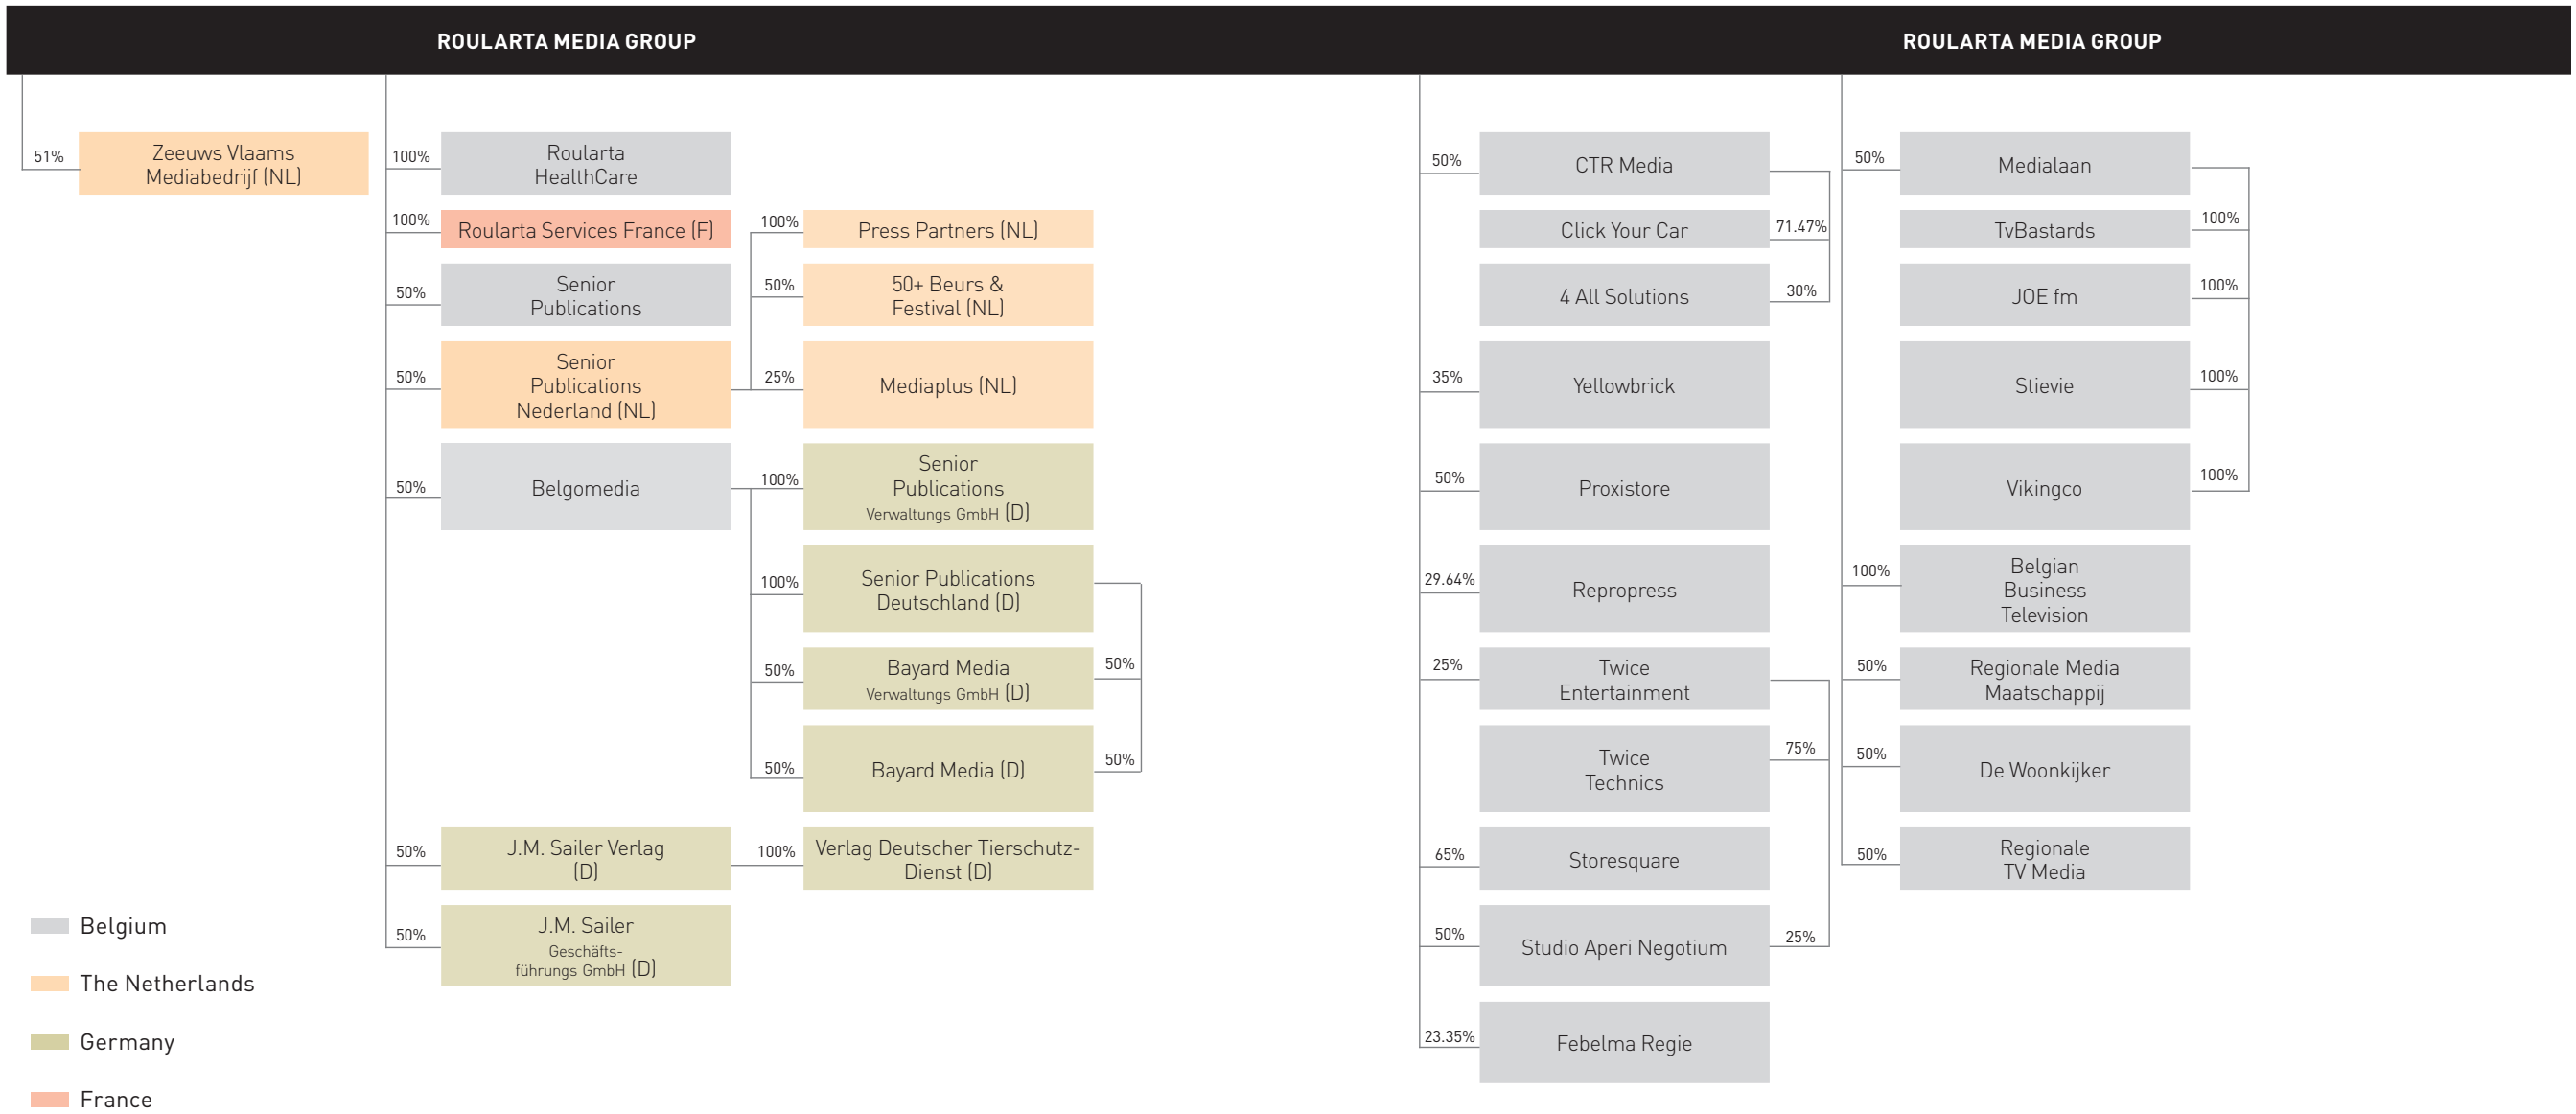 ROULARTA MEDIA GROUP
ROULARTA MEDIA GROUP
51%
Zeeuws Vlaams
Mediabedrijf (NL)
100%
Roularta
HealthCare
100%
Roularta Services France (F)
50%
Senior
Publications
50%
Senior
Publications
Nederland (NL)
100%
Press Partners (NL)
50%
50+ Beurs &
Festival (NL)
25%
Mediaplus (NL)
50%
Belgomedia
100%
Senior
Publications
Verwaltungs GmbH (D)
100%
Senior Publications
Deutschland (D)
50%
Bayard Media
Verwaltungs GmbH (D)
50%
50%
Bayard Media (D)
50%
50%
J.M. Sailer Verlag
(D)
100%
Verlag Deutscher Tierschutz-
Dienst (D)
50%
J.M. Sailer
Geschäfts-
führungs GmbH (D)
Belgium
The Netherlands
Germany
France
50%
CTR Media
Click Your Car
71.47%
4 All Solutions
30%
35%
Yellowbrick
50%
Proxistore
29.64%
Repropress
25%
Twice
Entertainment
Twice
Technics
75%
65%
Storesquare
50%
Studio Aperi Negotium
25%
23.35%
Febelma Regie
50%
Medialaan
TvBastards
100%
JOE fm
100%
Stievie
100%
Vikingco
100%
100%
Belgian
Business
Television
50%
Regionale Media
Maatschappij
50%
De Woonkijker
50%
Regionale
TV Media